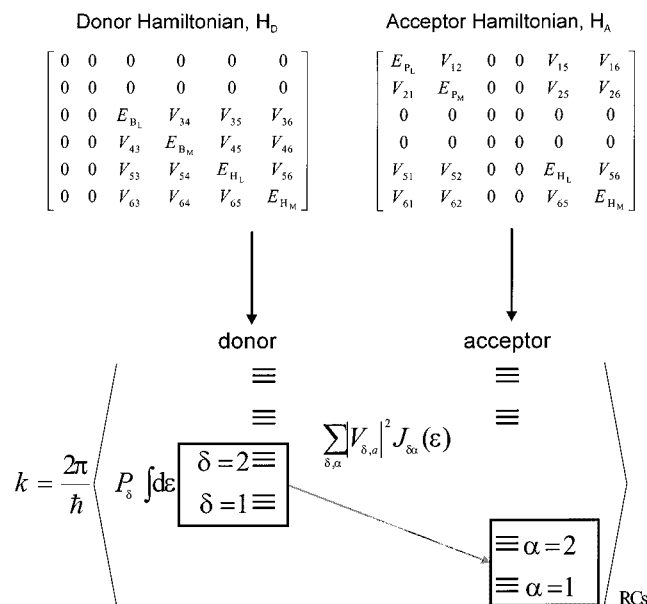 Donor Hamiltonian, H_D
Acceptor Hamiltonian, H_A
0 0 0 0 0 0
0 0 0 0 0 0
0 0 E_{B_L} V_{34} V_{35} V_{36}
0 0 V_{43} E_{B_M} V_{45} V_{46}
0 0 V_{53} V_{54} E_{H_L} V_{56}
0 0 V_{63} V_{64} V_{65} E_{H_M}
E_{P_L} V_{12} 0 0 V_{15} V_{16}
V_{21} E_{P_M} 0 0 V_{25} V_{26}
0 0 0 0 0 0
0 0 0 0 0 0
V_{51} V_{52} 0 0 E_{H_L} V_{56}
V_{61} V_{62} 0 0 V_{65} E_{H_M}
donor
acceptor
k = \frac{2π}{ℏ} ⟨ P_δ ∫dε
δ = 2
δ = 1
∑_{δ,α} |V_{δ,a}|^2 J_{δα}(ε)
α = 2
α = 1
⟩ RCs